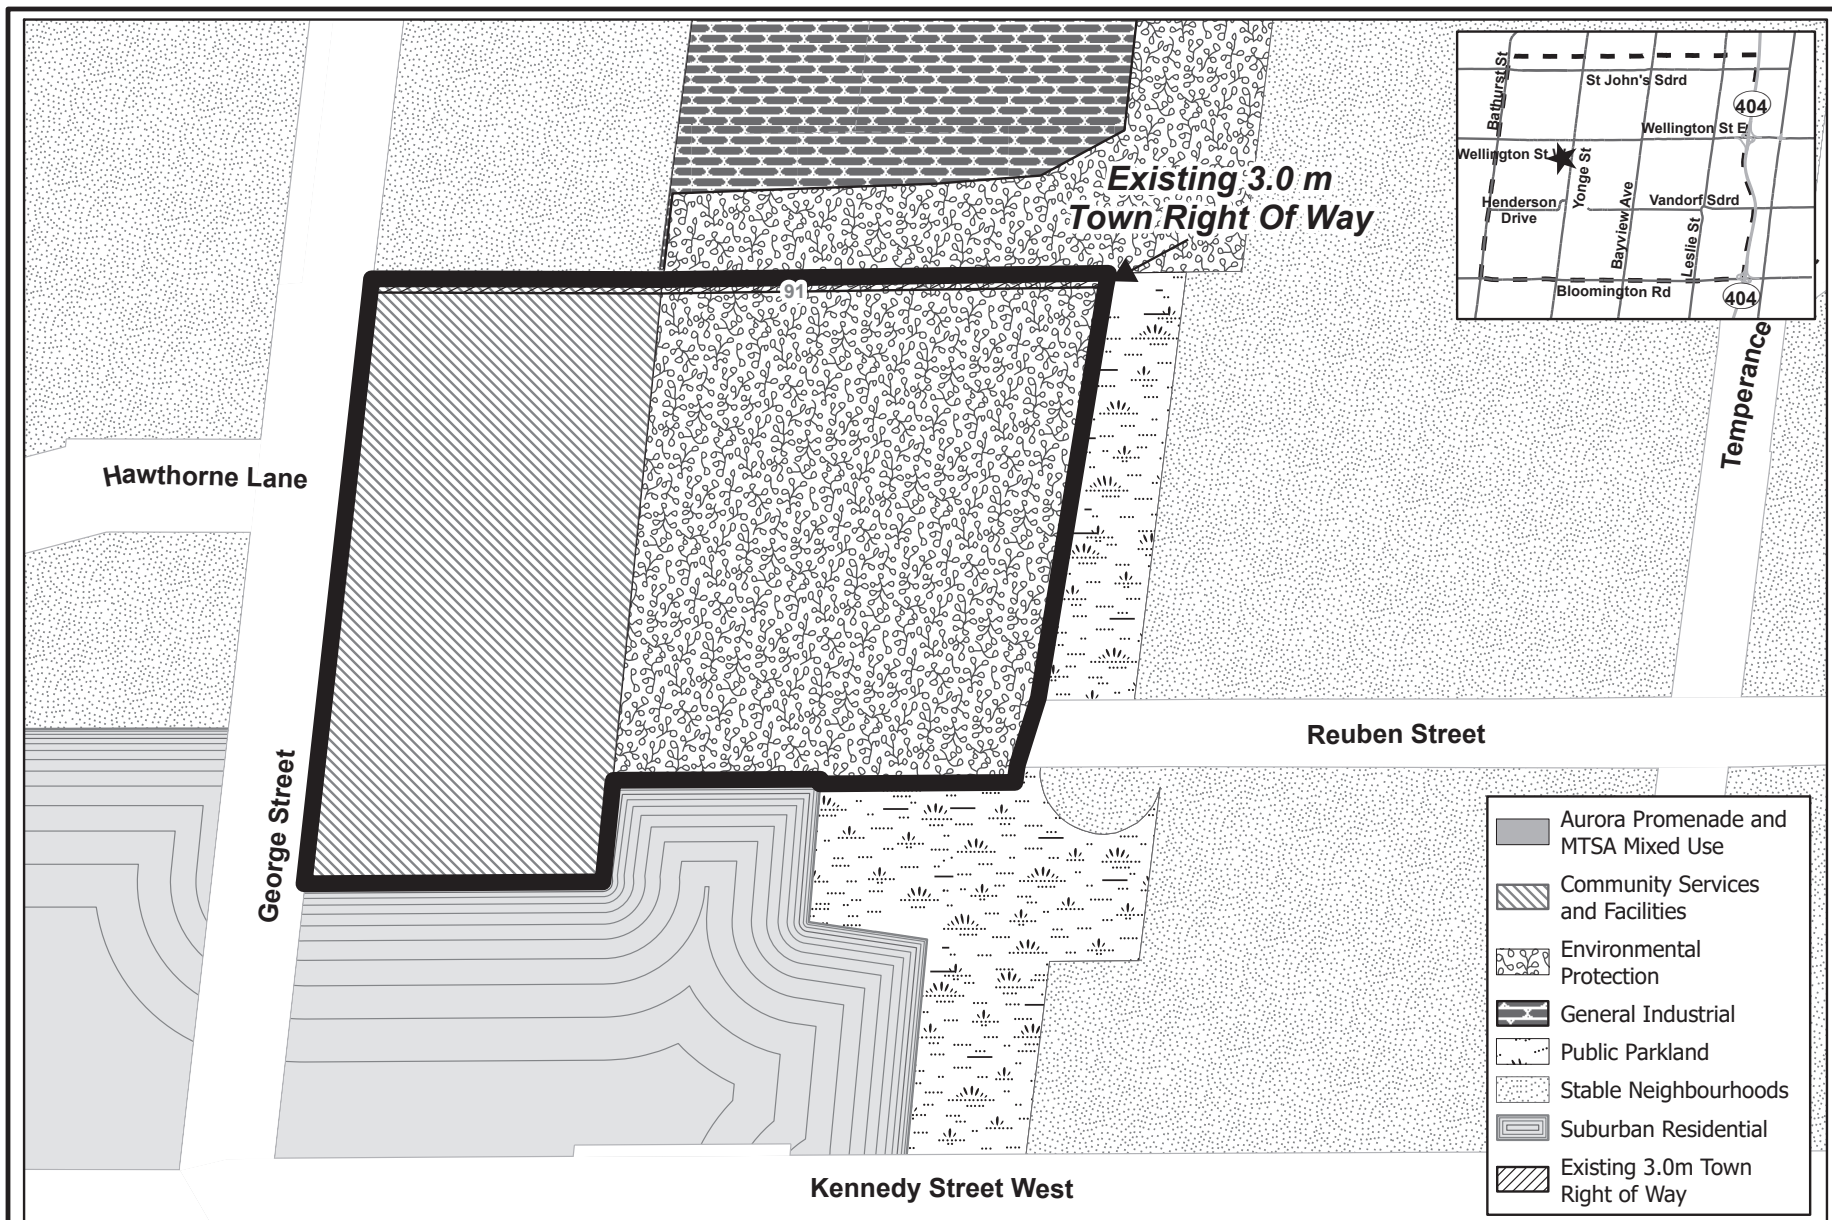 Existing 3.0 m
Town Right Of Way
91
Hawthorne Lane
George Street
Temperance
Reuben Street
Kennedy Street West
Bathurst St
St John's Sdrd
404
Wellington St E
Wellington St
Yonge St
Henderson
Drive
Bayview Ave
Vandorf Sdrd
Leslie St
Bloomington Rd
404
Aurora Promenade and
MTSA Mixed Use
Community Services
and Facilities
Environmental
Protection
General Industrial
Public Parkland
Stable Neighbourhoods
Suburban Residential
Existing 3.0m Town
Right of Way